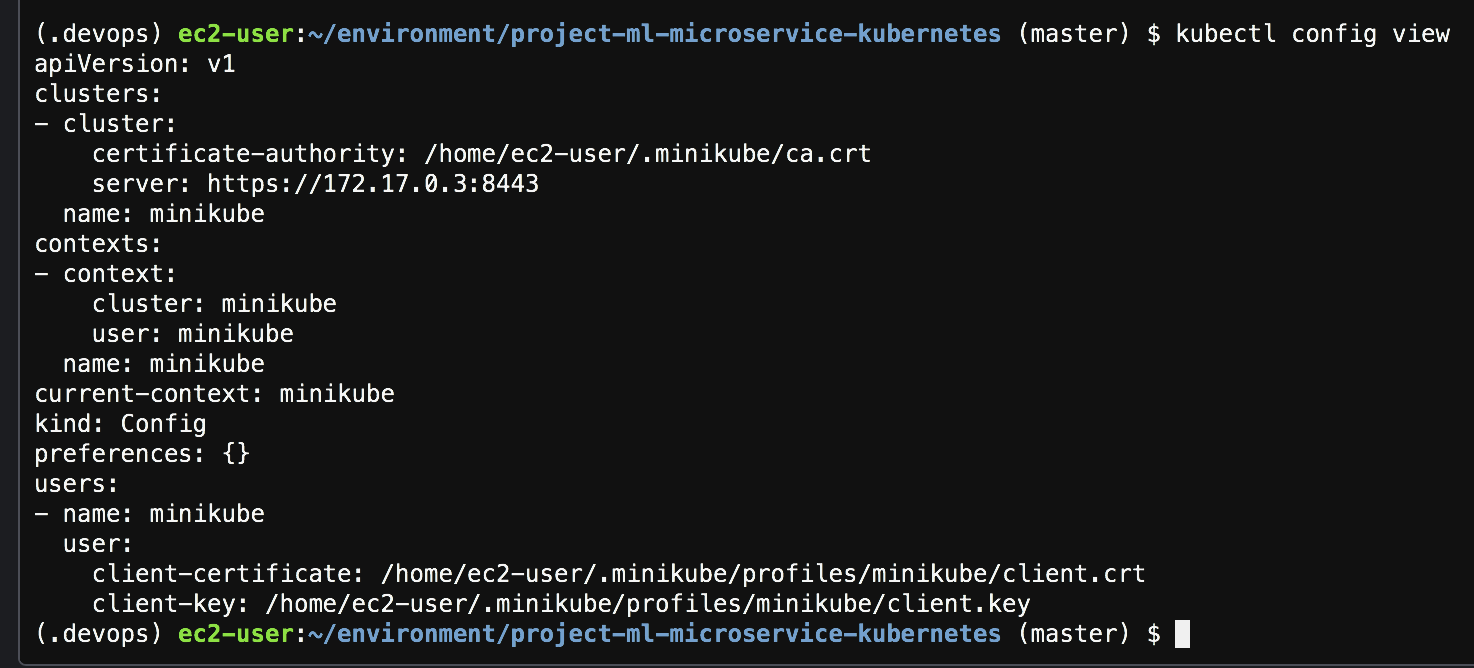 (.devops) ec2-user:~/environment/project-ml-microservice-kubernetes (master) $ kubectl config view
apiVersion: v1
clusters:
- cluster:
    certificate-authority: /home/ec2-user/.minikube/ca.crt
    server: https://172.17.0.3:8443
  name: minikube
contexts:
- context:
    cluster: minikube
    user: minikube
  name: minikube
current-context: minikube
kind: Config
preferences: {}
users:
- name: minikube
  user:
    client-certificate: /home/ec2-user/.minikube/profiles/minikube/client.crt
    client-key: /home/ec2-user/.minikube/profiles/minikube/client.key
(.devops) ec2-user:~/environment/project-ml-microservice-kubernetes (master) $